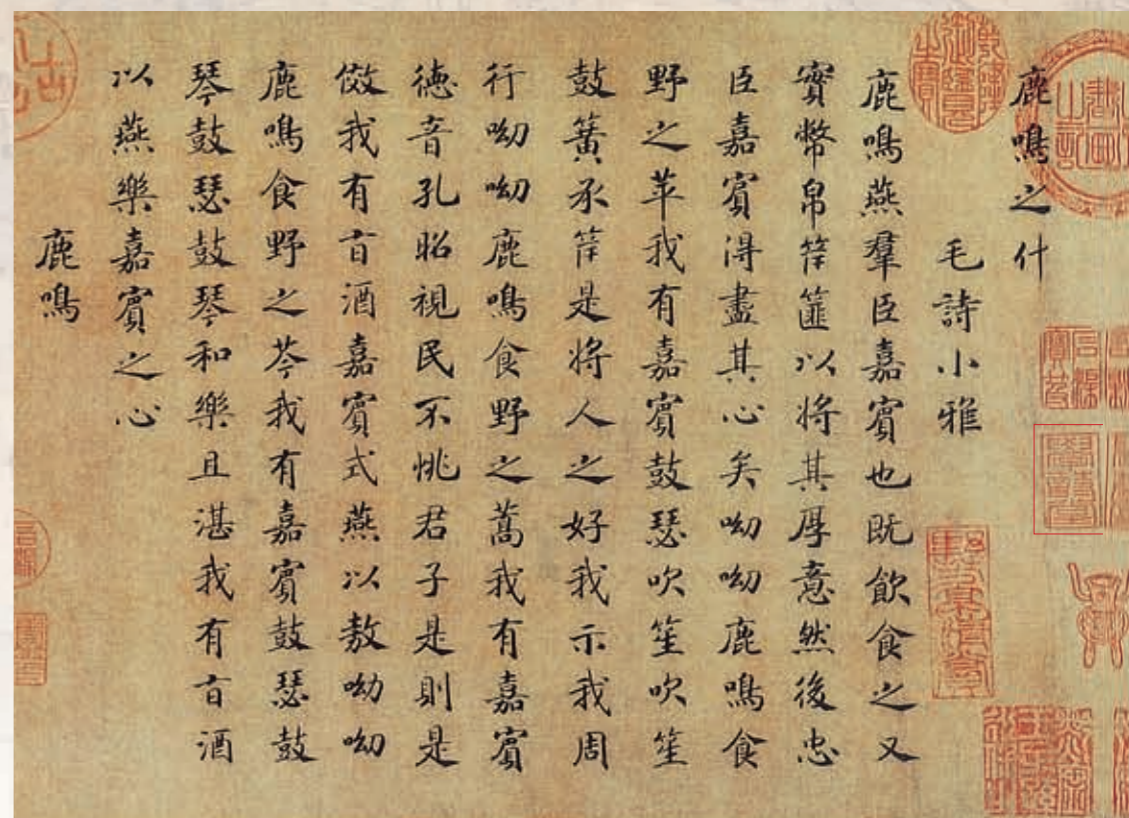 鹿鳴之什
毛詩小雅
鹿鳴燕羣臣嘉賓也既飲食之又
實幣帛筐篚以將其厚意然後忠
臣嘉賓得盡其心矣呦呦鹿鳴食
野之苹我有嘉賓鼓瑟吹笙吹笙
鼓簧承筐是將人之好我示我周
行呦呦鹿鳴食野之蒿我有嘉賓
德音孔昭視民不恌君子是則是
傚我有旨酒嘉賓式燕以敖呦呦
鹿鳴食野之芩我有嘉賓鼓瑟鼓
琴鼓瑟鼓琴和樂且湛我有旨酒
以燕樂嘉賓之心
鹿鳴